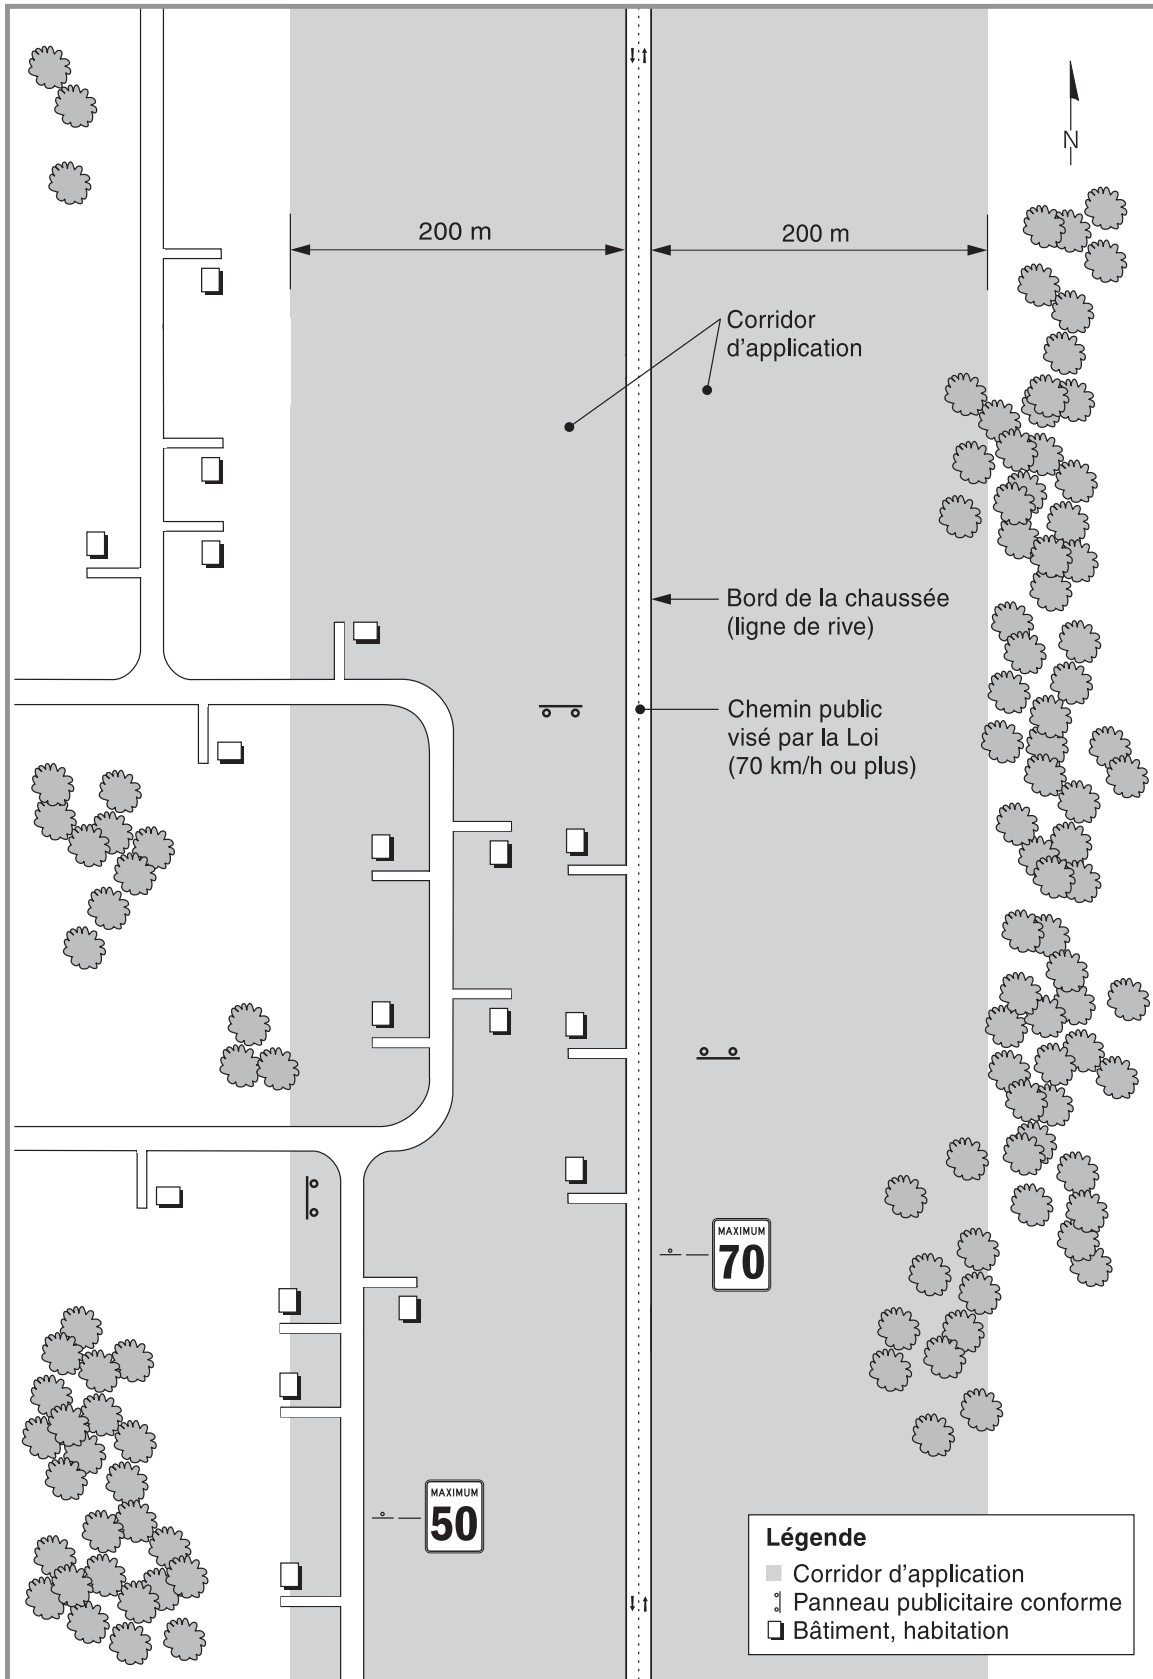 N
200 m
200 m
Corridor
d'application
Bord de la chaussée
(ligne de rive)
Chemin public
visé par la Loi
(70 km/h ou plus)
MAXIMUM
70
MAXIMUM
50
Légende
Corridor d'application
Panneau publicitaire conforme
Bâtiment, habitation